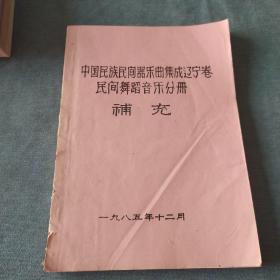 中国民族民间器乐曲集成辽宁卷
民间舞蹈音乐分册
补充
一九八五年十二月